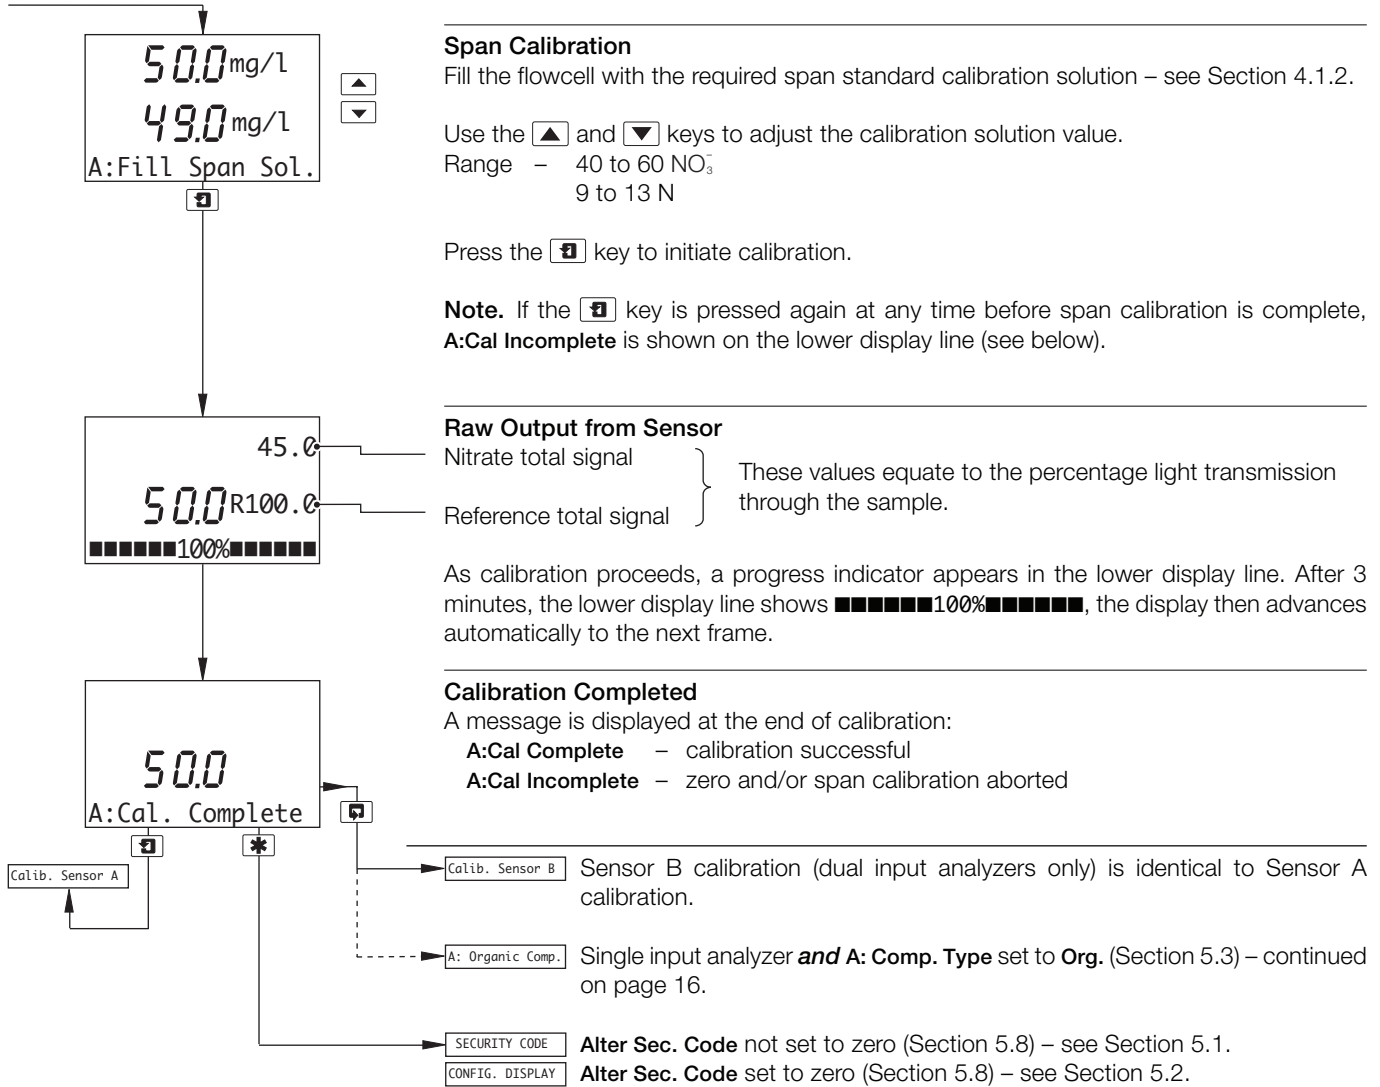 50.0 mg/l
49.0 mg/l
A:Fill Span Sol.
Span Calibration
Fill the flowcell with the required span standard calibration solution – see Section 4.1.2.
Use the ▲ and ▼ keys to adjust the calibration solution value.
Range – 40 to 60 NO₃⁻
9 to 13 N
Press the key to initiate calibration.
Note. If the key is pressed again at any time before span calibration is complete,
A:Cal Incomplete is shown on the lower display line (see below).
45.0
50.0 R100.0
■■■■■■100%■■■■■■
Raw Output from Sensor
Nitrate total signal
Reference total signal
These values equate to the percentage light transmission
through the sample.
As calibration proceeds, a progress indicator appears in the lower display line. After 3
minutes, the lower display line shows ■■■■■■100%■■■■■■, the display then advances
automatically to the next frame.
50.0
A:Cal. Complete
Calib. Sensor A
Calibration Completed
A message is displayed at the end of calibration:
A:Cal Complete – calibration successful
A:Cal Incomplete – zero and/or span calibration aborted
Calib. Sensor B Sensor B calibration (dual input analyzers only) is identical to Sensor A
calibration.
A: Organic Comp. Single input analyzer and A: Comp. Type set to Org. (Section 5.3) – continued
on page 16.
SECURITY CODE Alter Sec. Code not set to zero (Section 5.8) – see Section 5.1.
CONFIG. DISPLAY Alter Sec. Code set to zero (Section 5.8) – see Section 5.2.